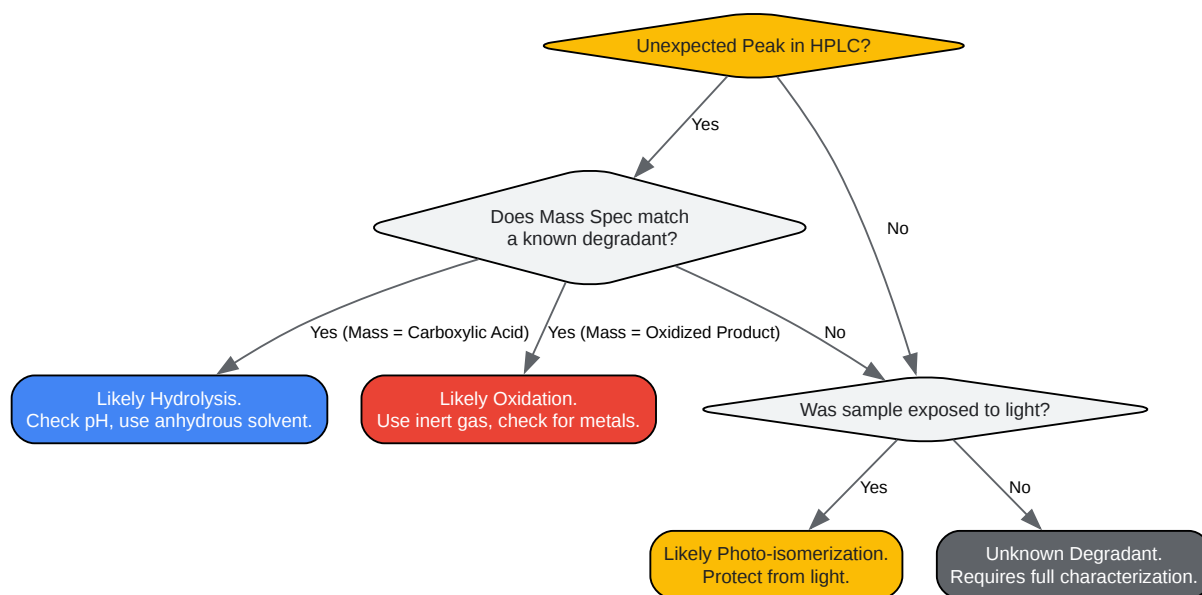 Unexpected Peak in HPLC?
Yes
Does Mass Spec match
a known degradant?
No
Yes (Mass = Carboxylic Acid)
Yes (Mass = Oxidized Product)
No
Likely Hydrolysis.
Check pH, use anhydrous solvent.
Likely Oxidation.
Use inert gas, check for metals.
Was sample exposed to light?
Yes
No
Likely Photo-isomerization.
Protect from light.
Unknown Degradant.
Requires full characterization.